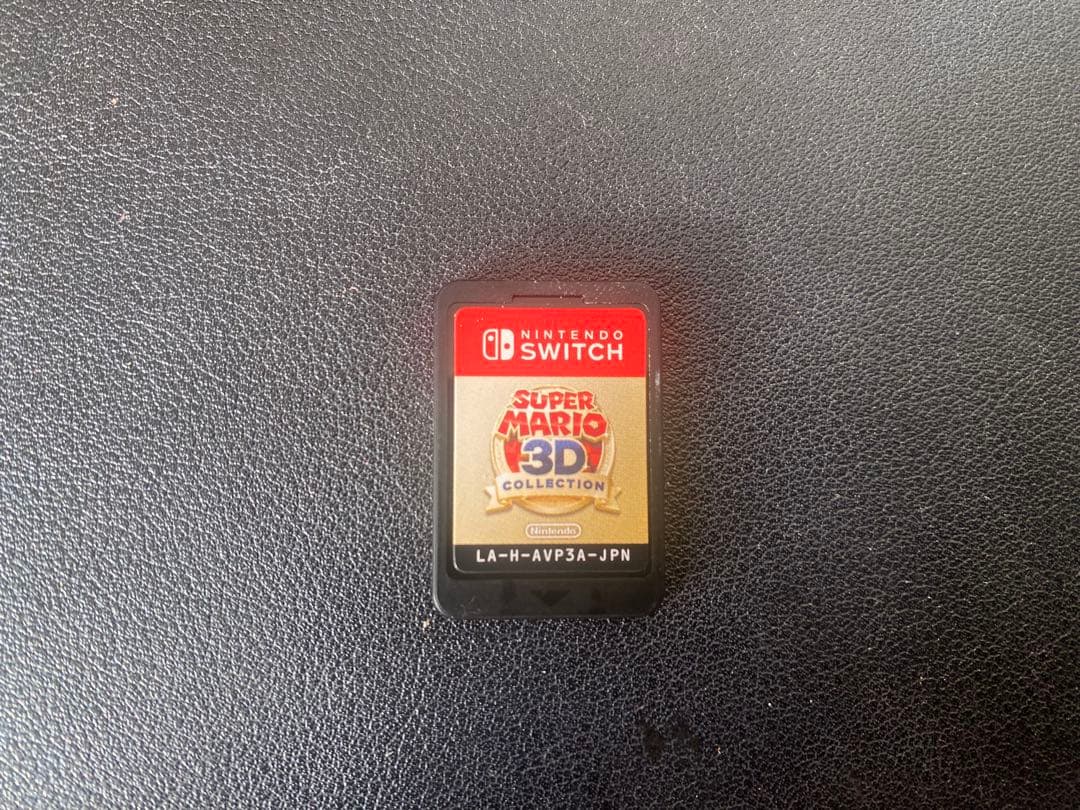 NINTENDO
SWITCH
SUPER
MARIO
3D
COLLECTION
Nintendo
LA-H-AVP3A-JPN